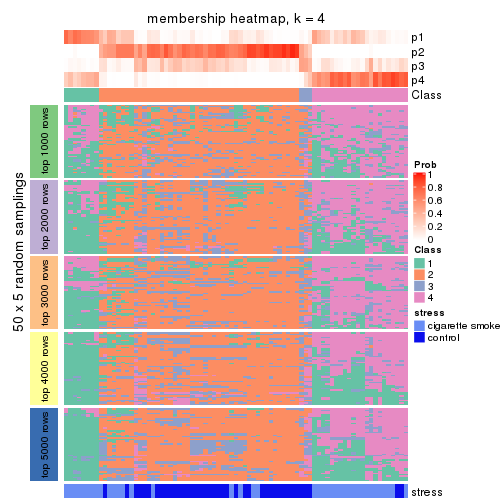 membership heatmap, k = 4
p1
p2
p3
p4
Class
50 x 5 random samplings
top 1000 rows
top 2000 rows
top 3000 rows
top 4000 rows
top 5000 rows
stress
Prob
1
0.8
0.6
0.4
0.2
0
Class
1
2
3
4
stress
cigarette smoke
control